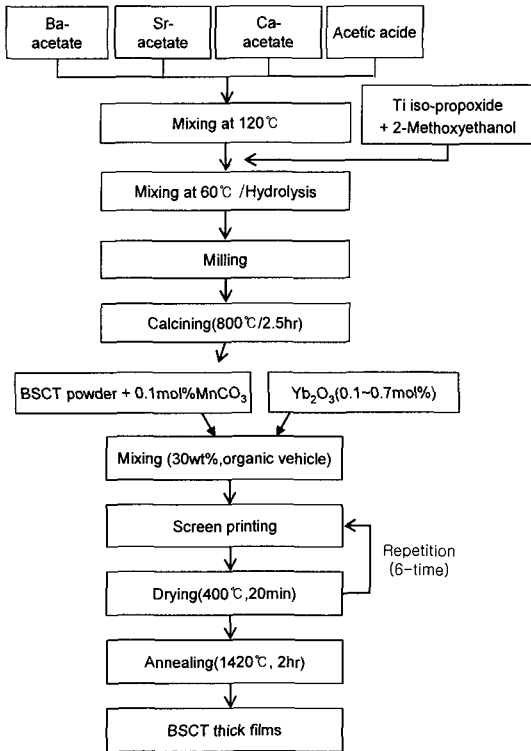 Ba-
acetate
Sr-
acetate
Ca-
acetate
Acetic acide
Mixing at 120℃
Ti iso-propoxide
+ 2-Methoxyethanol
Mixing at 60℃ /Hydrolysis
Milling
Calcining(800℃/2.5hr)
BSCT powder + 0.1mol%MnCO₃
Yb₂O₃(0.1~0.7mol%)
Mixing (30wt%,organic vehicle)
Screen printing
Repetition
(6-time)
Drying(400℃,20min)
Annealing(1420℃, 2hr)
BSCT thick films